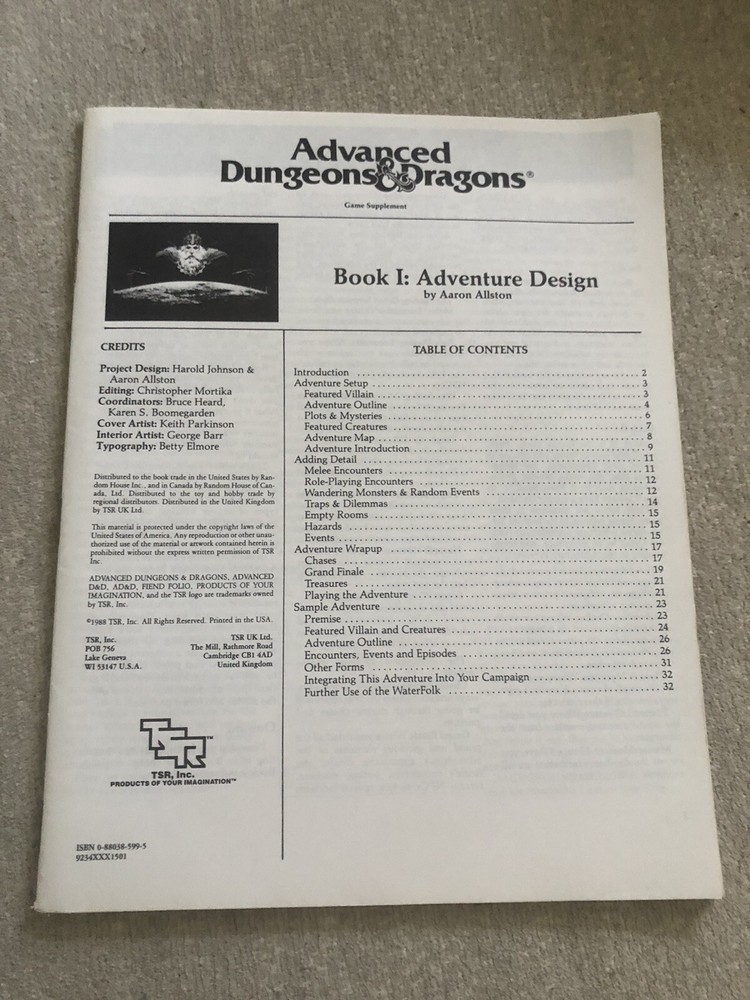 Advanced
Dungeons & Dragons®
Game Supplement
Book I: Adventure Design
by Aaron Allston
CREDITS
Project Design: Harold Johnson &
Aaron Allston
Editing: Christopher Mortika
Coordinators: Bruce Heard,
Karen S. Boomegarden
Cover Artist: Keith Parkinson
Interior Artist: George Barr
Typography: Betty Elmore
Distributed to the book trade in the United States by Ran-
dom House Inc., and in Canada by Random House of Can-
ada, Ltd. Distributed to the toy and hobby trade by
regional distributors. Distributed in the United Kingdom
by TSR UK Ltd.
This material is protected under the copyright laws of the
United States of America. Any reproduction or other unau-
thorized use of the material or artwork contained herein is
prohibited without the express written permission of TSR
Inc.
ADVANCED DUNGEONS & DRAGONS, ADVANCED
D&D, AD&D, FIEND FOLIO, PRODUCTS OF YOUR
IMAGINATION, and the TSR logo are trademarks owned
by TSR, Inc.
©1988 TSR, Inc. All Rights Reserved. Printed in the USA.
TSR, Inc.
POB 756
Lake Geneva
WI 53147 U.S.A.
TSR UK Ltd.
The Mill, Rathmore Road
Cambridge CB1 4AD
United Kingdom
TSR™
TSR, Inc.
PRODUCTS OF YOUR IMAGINATION™
ISBN 0-88038-599-5
9234XXX1501
TABLE OF CONTENTS
Introduction 2
Adventure Setup 3
Featured Villain 3
Adventure Outline 4
Plots & Mysteries 6
Featured Creatures 7
Adventure Map 8
Adventure Introduction 9
Adding Detail 11
Melee Encounters 11
Role-Playing Encounters 12
Wandering Monsters & Random Events 12
Traps & Dilemmas 14
Empty Rooms 15
Hazards 15
Events 15
Adventure Wrapup 17
Chases 17
Grand Finale 19
Treasures 21
Playing the Adventure 21
Sample Adventure 23
Premise 23
Featured Villain and Creatures 24
Adventure Outline 26
Encounters, Events and Episodes 26
Other Forms 31
Integrating This Adventure Into Your Campaign 32
Further Use of the WaterFolk 32